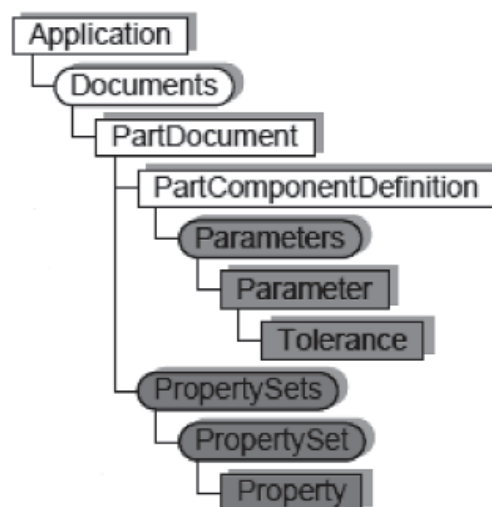 Application
Documents
PartDocument
PartComponentDefinition
Parameters
Parameter
Tolerance
PropertySets
PropertySet
Property